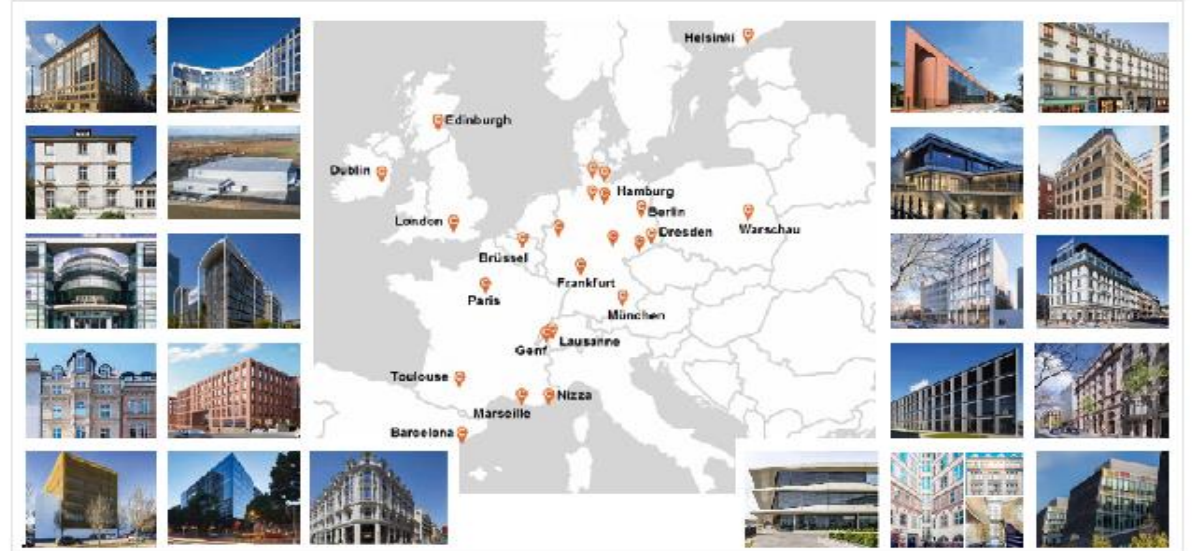 Helsinki
Edinburgh
Dublin
Hamburg
Berlin
London
Warschau
Dresden
Brüssel
Frankfurt
Paris
München
Genf
Lausanne
Toulouse
Nizza
Marseille
Barcelona